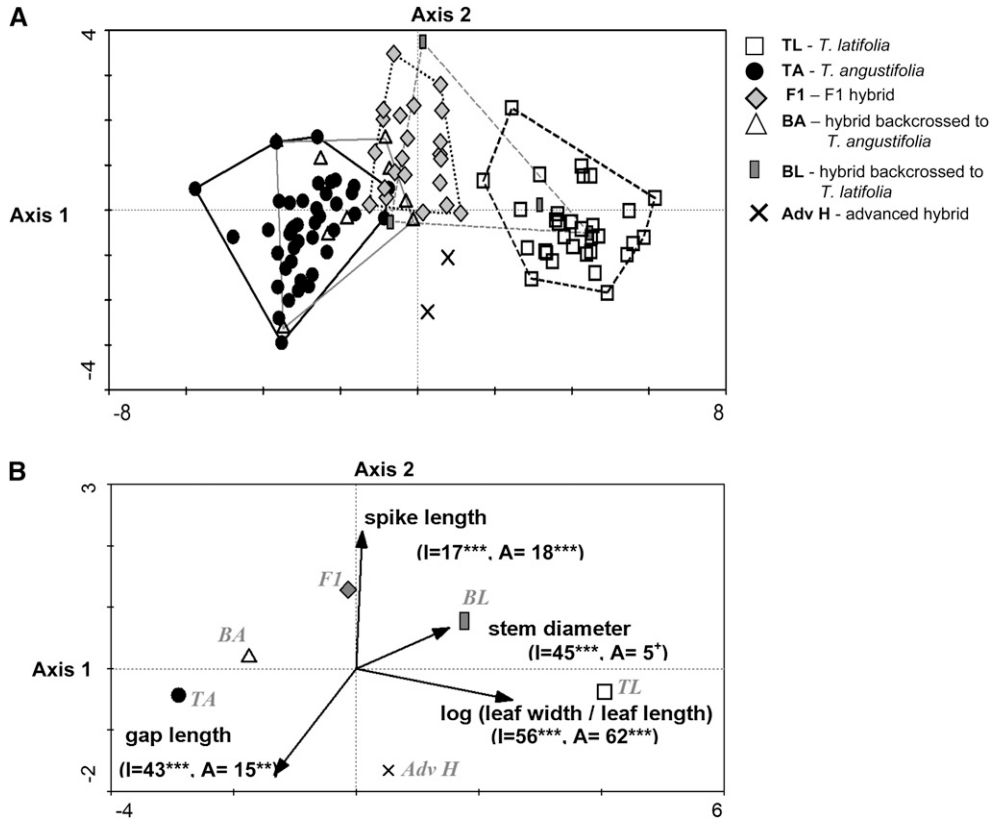 A
Axis 2
4
Axis 1
-4
-8
8
TL - T. latifolia
TA - T. angustifolia
F1 – F1 hybrid
BA – hybrid backcrossed to
T. angustifolia
BL - hybrid backcrossed to
T. latifolia
Adv H - advanced hybrid
B
Axis 2
3
spike length
(I=17***, A= 18***)
F1
BL
BA
stem diameter
(I=45***, A= 5+)
Axis 1
TA
TL
log (leaf width / leaf length)
(I=56***, A= 62***)
gap length
(I=43***, A= 15**)
Adv H
-2
-4
6